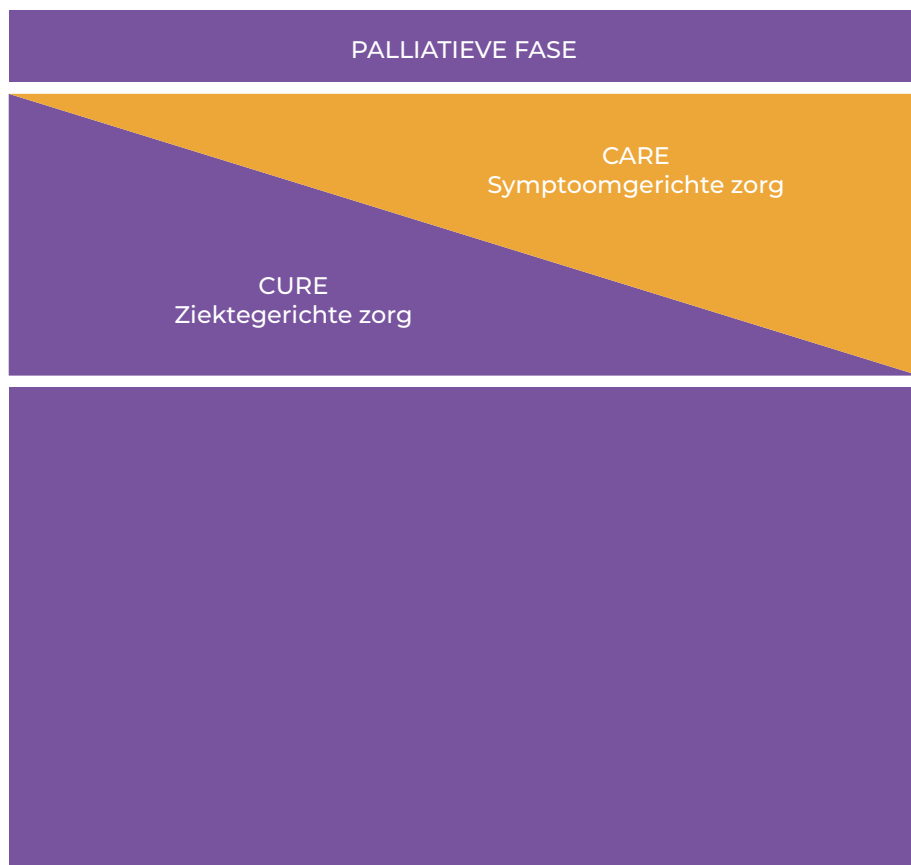 PALLIATIEVE FASE
CARE
Symptoomgerichte zorg
CURE
Ziektegerichte zorg